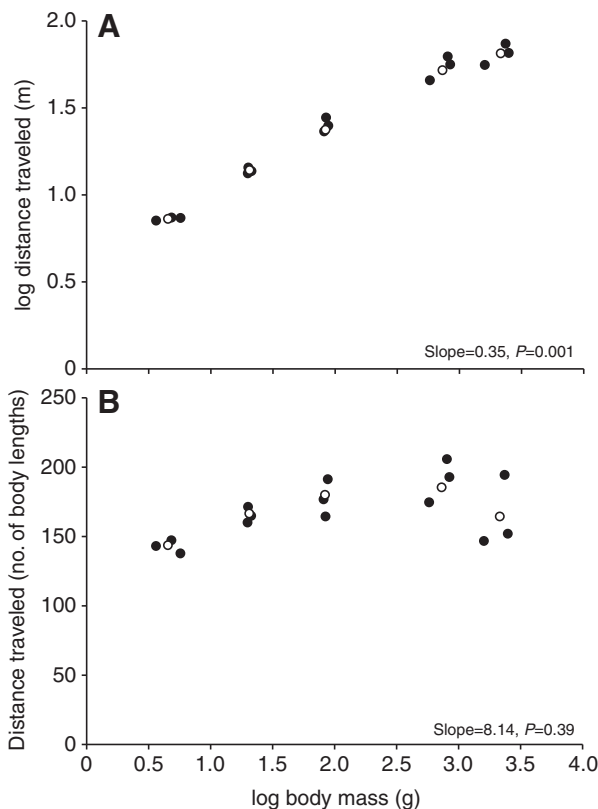 A
2.0
1.5
1.0
0.5
0
log distance traveled (m)
Slope=0.35, P=0.001
B
250
200
150
100
50
0
Distance traveled (no. of body lengths)
Slope=8.14, P=0.39
0 0.5 1.0 1.5 2.0 2.5 3.0 3.5 4.0
log body mass (g)